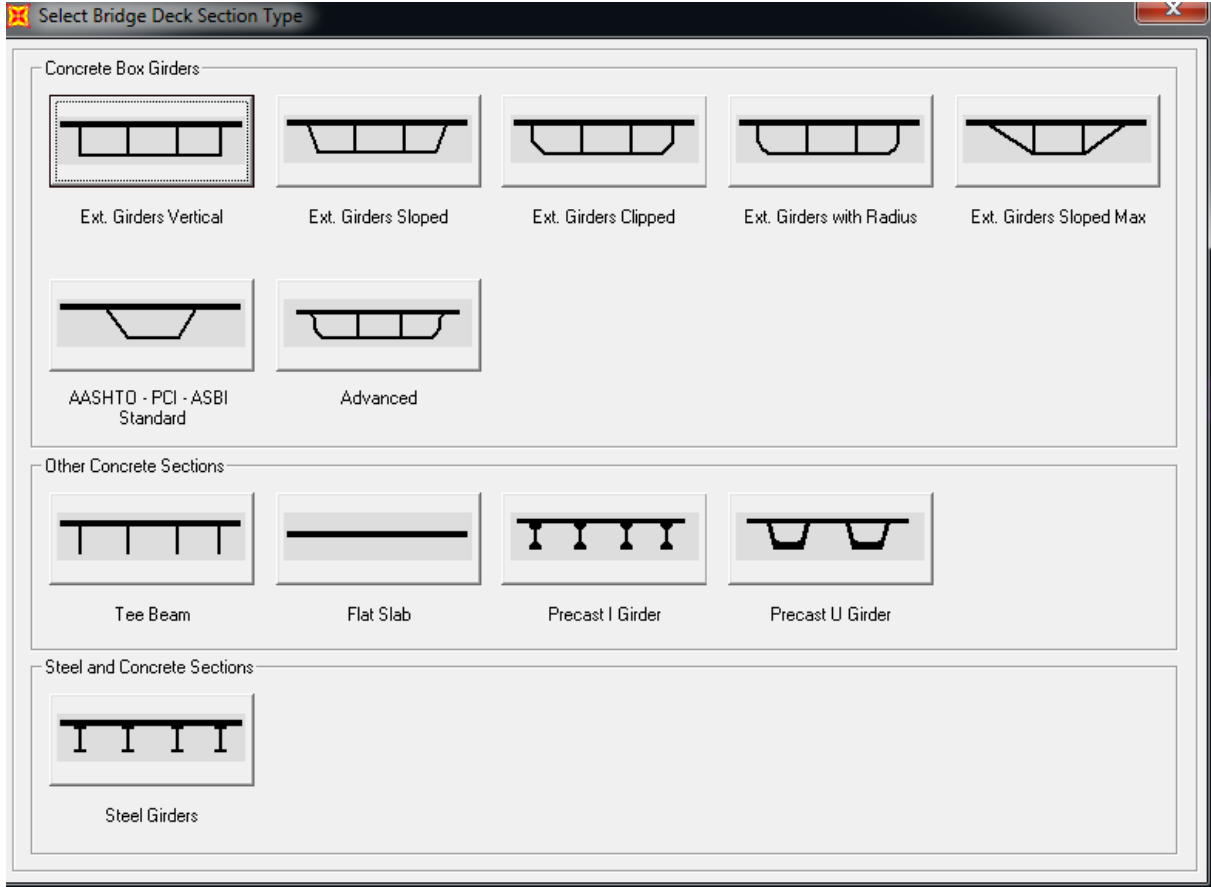 Select Bridge Deck Section Type
Concrete Box Girders
Ext. Girders Vertical
Ext. Girders Sloped
Ext. Girders Clipped
Ext. Girders with Radius
Ext. Girders Sloped Max
AASHTO - PCI - ASBI
Standard
Advanced
Other Concrete Sections
Tee Beam
Flat Slab
Precast I Girder
Precast U Girder
Steel and Concrete Sections
Steel Girders